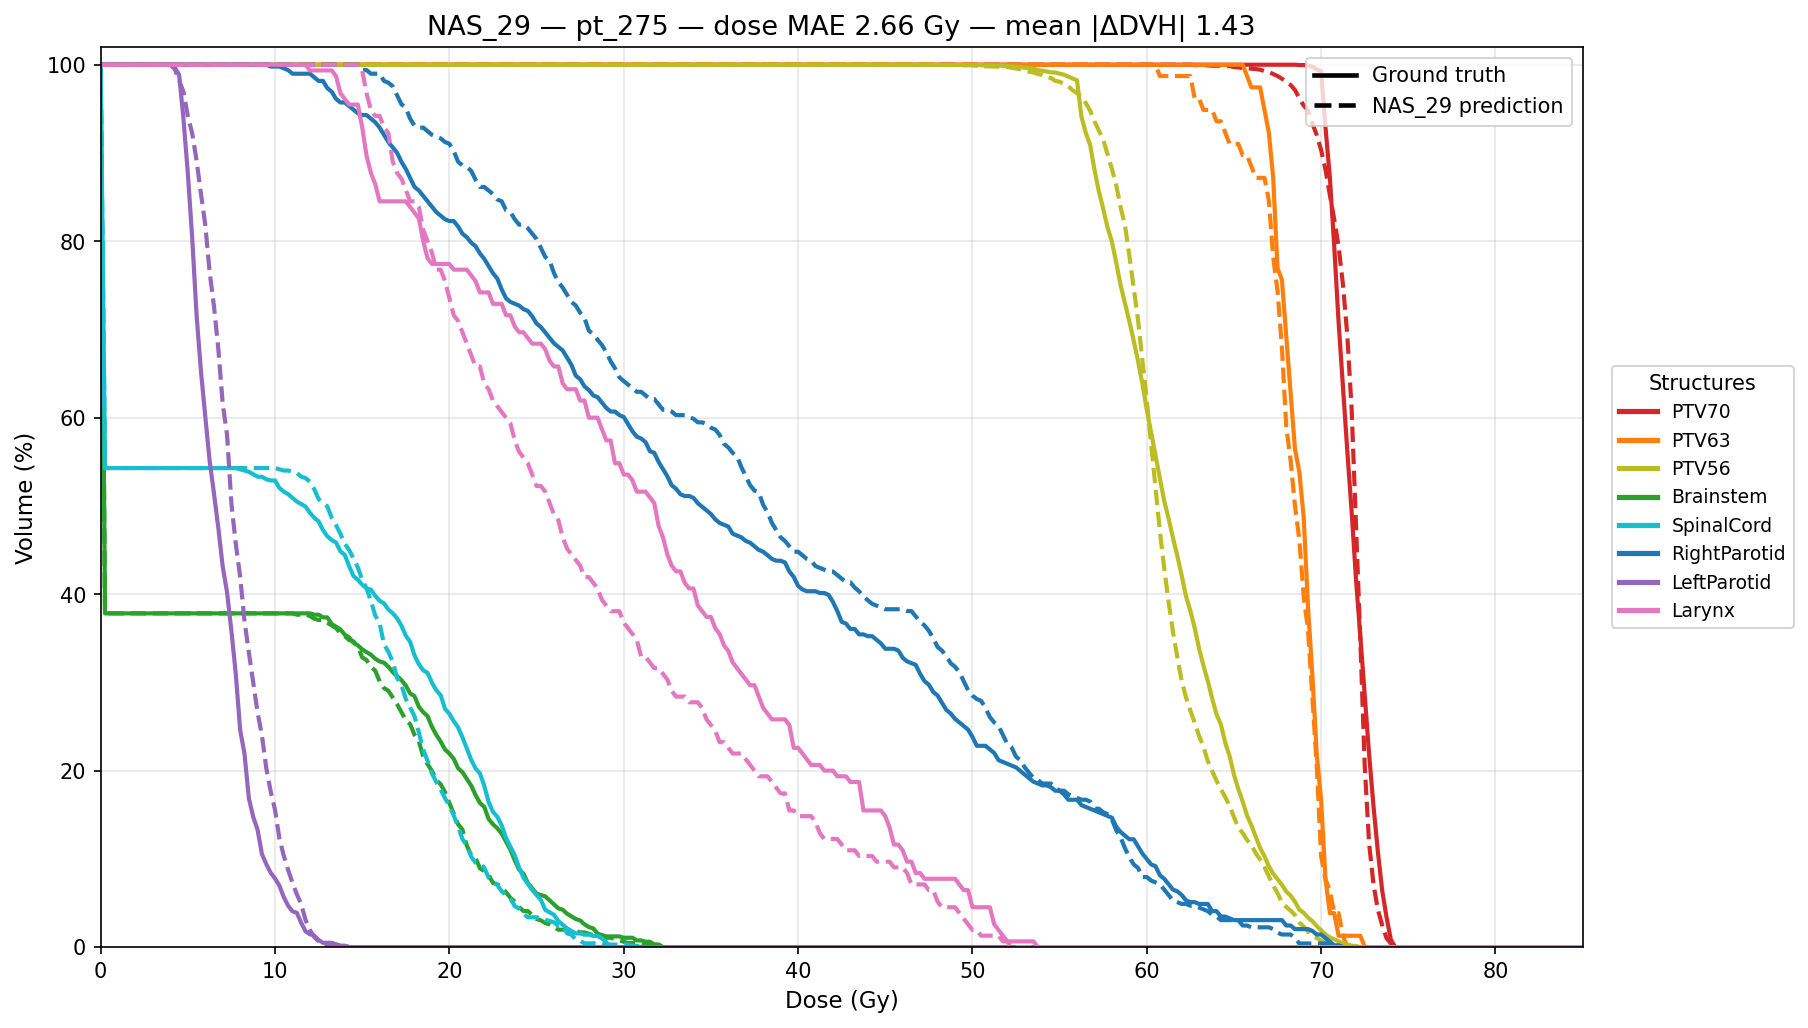 NAS_29 — pt_275 — dose MAE 2.66 Gy — mean |ΔDVH| 1.43
Ground truth
NAS_29 prediction
Structures
PTV70
PTV63
PTV56
Brainstem
SpinalCord
RightParotid
LeftParotid
Larynx
Volume (%)
100
80
60
40
20
0
0 10 20 30 40 50 60 70 80
Dose (Gy)